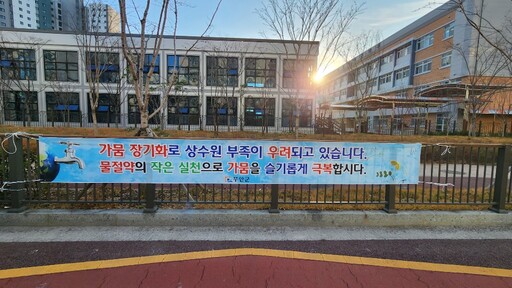 가뭄 장기화로 상수원 부족이 우려되고 있습니다.
물절약의 작은 실천으로 가뭄을 슬기롭게 극복합시다.